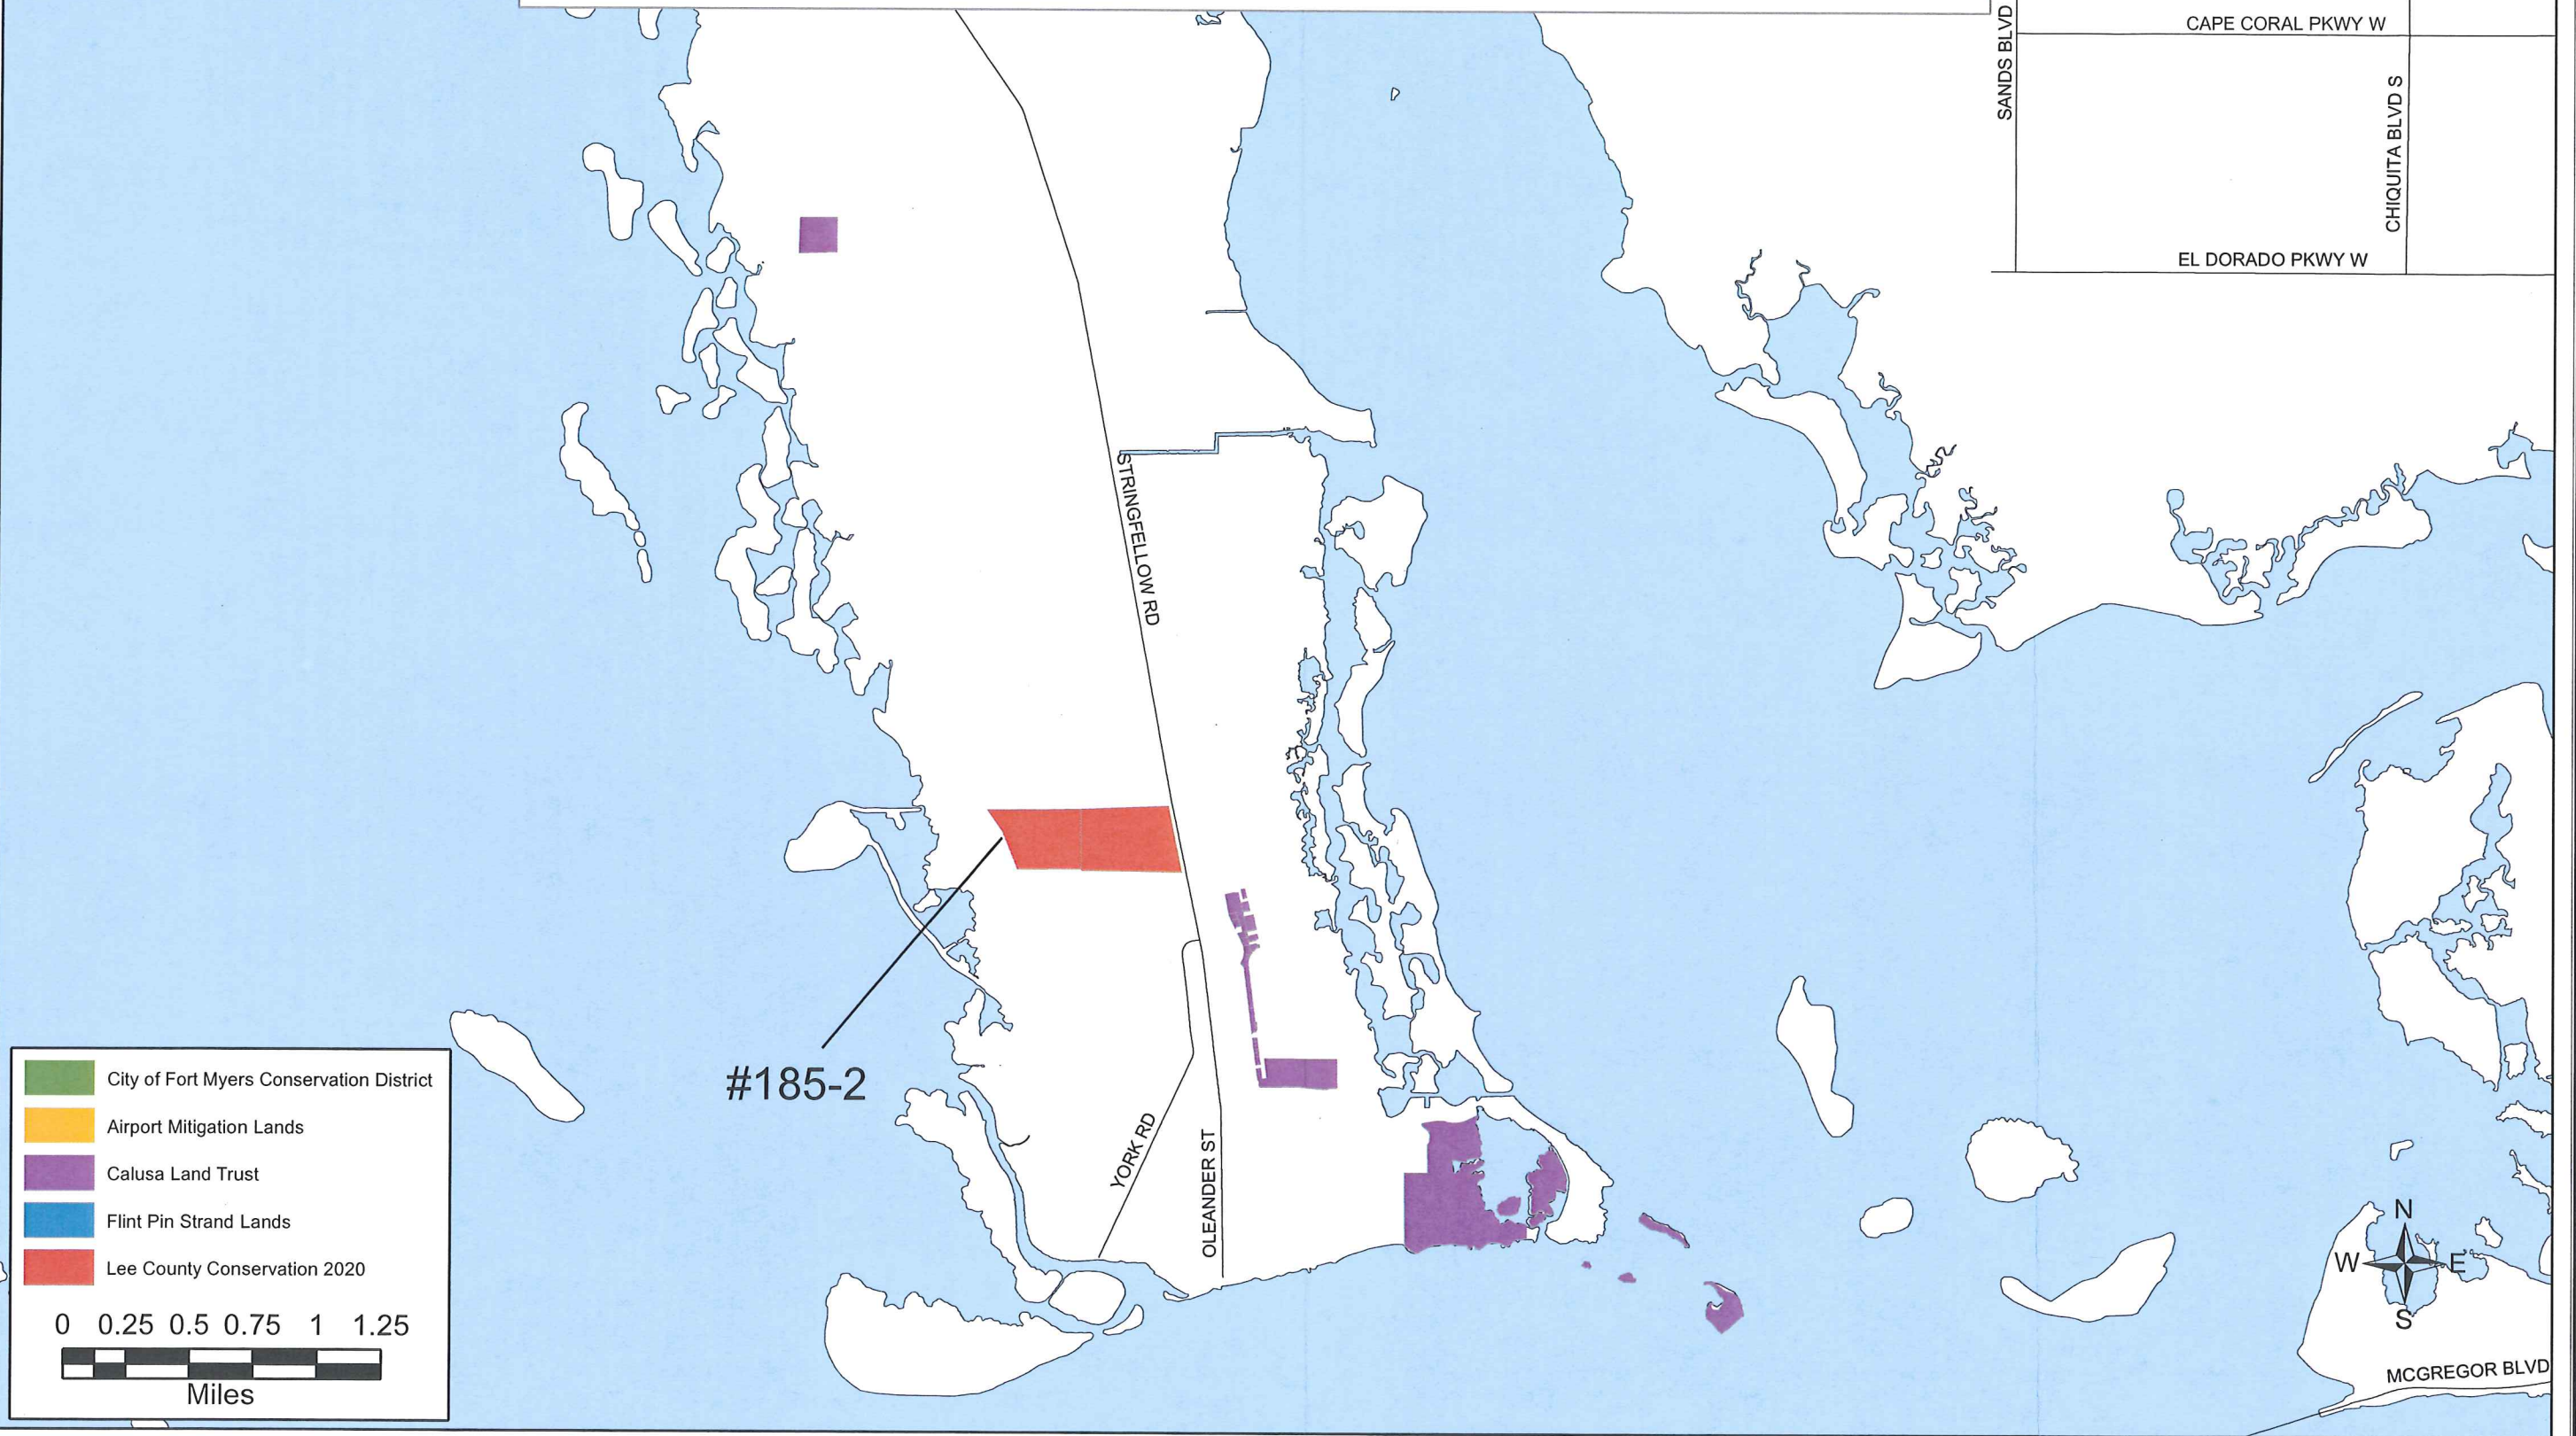 CAPE CORAL PKWY W
SANDS BLVD
CHIQUITA BLVD S
EL DORADO PKWY W
STRINGFELLOW RD
#185-2
YORK RD
OLEANDER ST
City of Fort Myers Conservation District
Airport Mitigation Lands
Calusa Land Trust
Flint Pin Strand Lands
Lee County Conservation 2020
0 0.25 0.5 0.75 1 1.25
Miles
N
W E
S
MCGREGOR BLVD